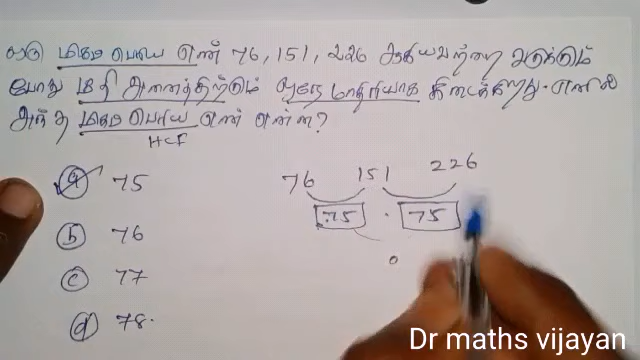 ஒரு மிகப்பெரிய எண் 76, 151, 226 ஆகியவற்றை வகுக்கும்
போது மீதி அனைத்திற்கும் ஒரே மாதிரியாக கிடைக்கிறது. எனில்
அந்த மிகப்பெரிய எண் என்ன?
HCF
a 75
76 151 226
75 . 75
b 76
0
c 77
d 78.
Dr maths vijayan